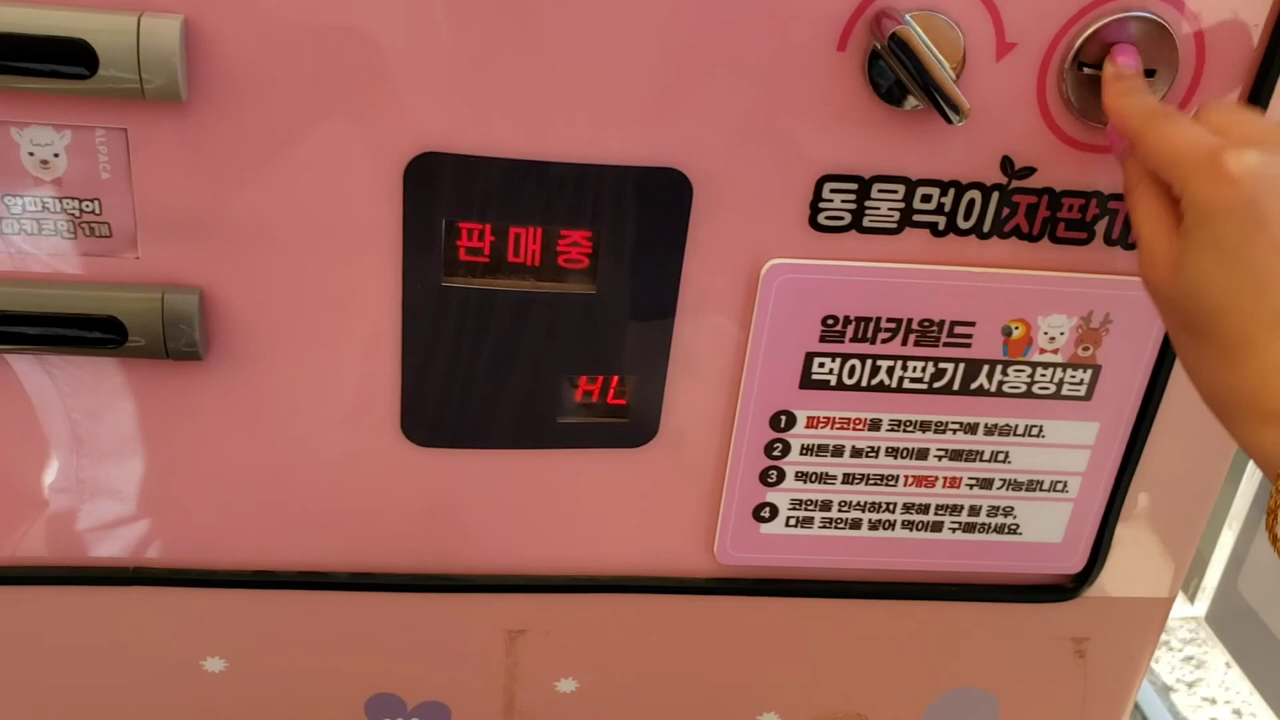 ALPACA
알파카먹이
파카코인 1개
판매중
HL
동물먹이자판기
알파카월드
먹이자판기 사용방법
1 파카코인을 코인투입구에 넣습니다.
2 버튼을 눌러 먹이를 구매합니다.
3 먹이는 파카코인 1개당 1회 구매 가능합니다.
4 코인을 인식하지 못해 반환 될 경우,
다른 코인을 넣어 먹이를 구매하세요.